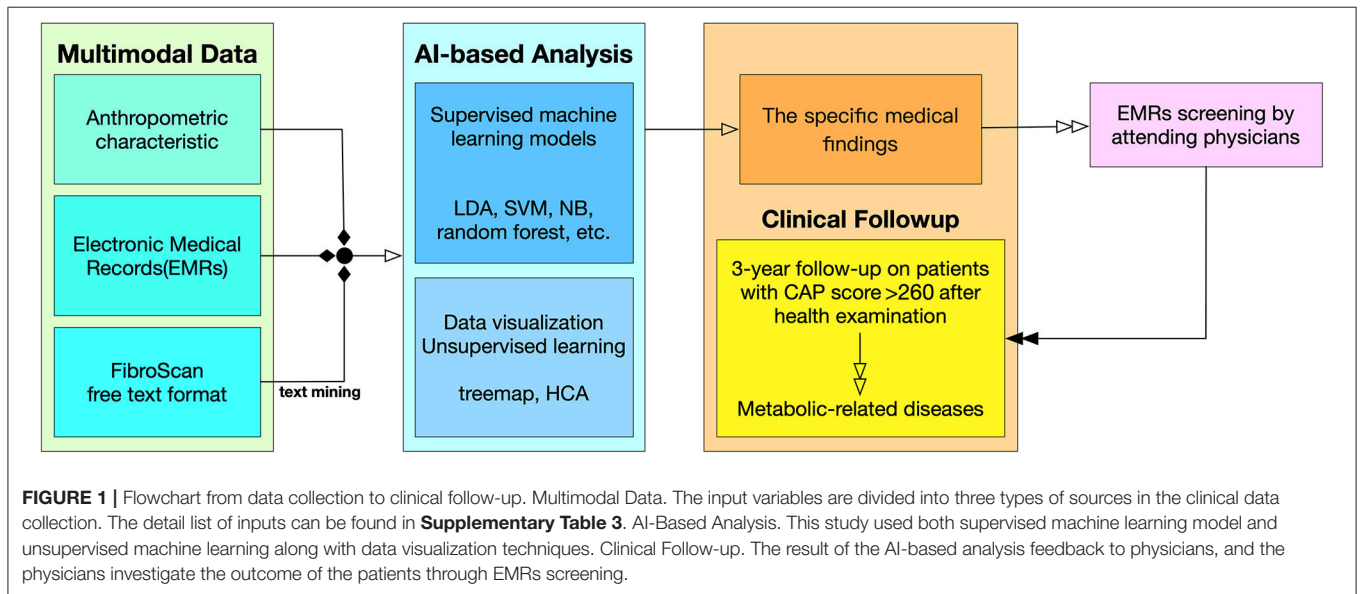 Multimodal Data
Anthropometric
characteristic
Electronic Medical
Records(EMRs)
FibroScan
free text format
text mining
AI-based Analysis
Supervised machine
learning models
LDA, SVM, NB,
random forest, etc.
Data visualization
Unsupervised learning
treemap, HCA
The specific medical
findings
Clinical Followup
3-year follow-up on patients
with CAP score >260 after
health examination
Metabolic-related diseases
EMRs screening by
attending physicians
FIGURE 1 | Flowchart from data collection to clinical follow-up. Multimodal Data. The input variables are divided into three types of sources in the clinical data
collection. The detail list of inputs can be found in Supplementary Table 3. AI-Based Analysis. This study used both supervised machine learning model and
unsupervised machine learning along with data visualization techniques. Clinical Follow-up. The result of the AI-based analysis feedback to physicians, and the
physicians investigate the outcome of the patients through EMRs screening.